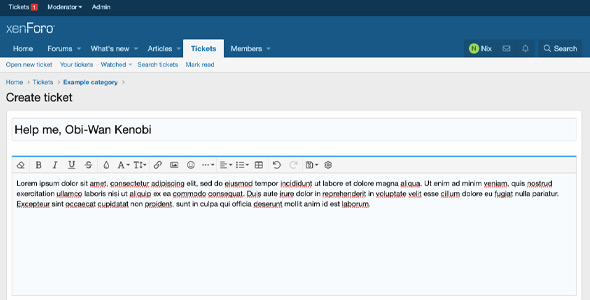 Tickets 1 Moderator Admin
xenForo
Home Forums What's new Articles Tickets Members N Nix Search
Open new ticket Your tickets Watched Search tickets Mark read
Home Tickets Example category
Create ticket
Help me, Obi-Wan Kenobi
B I U S A T
Lorem ipsum dolor sit amet, consectetur adipiscing elit, sed do eiusmod tempor incididunt ut labore et dolore magna aliqua. Ut enim ad minim veniam, quis nostrud
exercitation ullamco laboris nisi ut aliquip ex ea commodo consequat. Duis aute irure dolor in reprehenderit in voluptate velit esse cillum dolore eu fugiat nulla pariatur.
Excepteur sint occaecat cupidatat non proident, sunt in culpa qui officia deserunt mollit anim id est laborum.